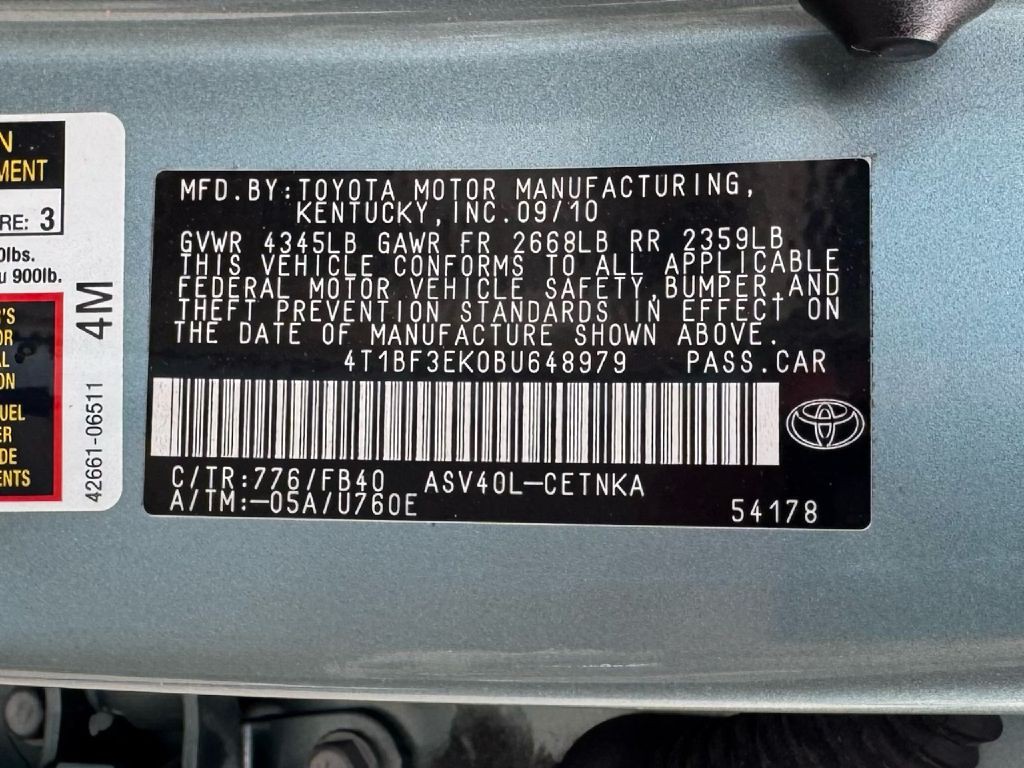 N
MENT
RE: 3
0lbs.
900lb.
4M
'S
OR
AL
ON
UEL
ER
DE
ENTS
42661-06511
MFD.BY:TOYOTA MOTOR MANUFACTURING,
KENTUCKY,INC.09/10
GVWR 4345LB GAWR FR 2668LB RR 2359LB
THIS VEHICLE CONFORMS TO ALL APPLICABLE
FEDERAL MOTOR VEHICLE SAFETY,BUMPER,AND
THEFT PREVENTION STANDARDS IN EFFECT ON
THE DATE OF MANUFACTURE SHOWN ABOVE.
4T1BF3EK0BU648979 PASS.CAR
C/TR:776/FB40 ASV40L-CETNKA
A/TM:-05A/U760E
54178